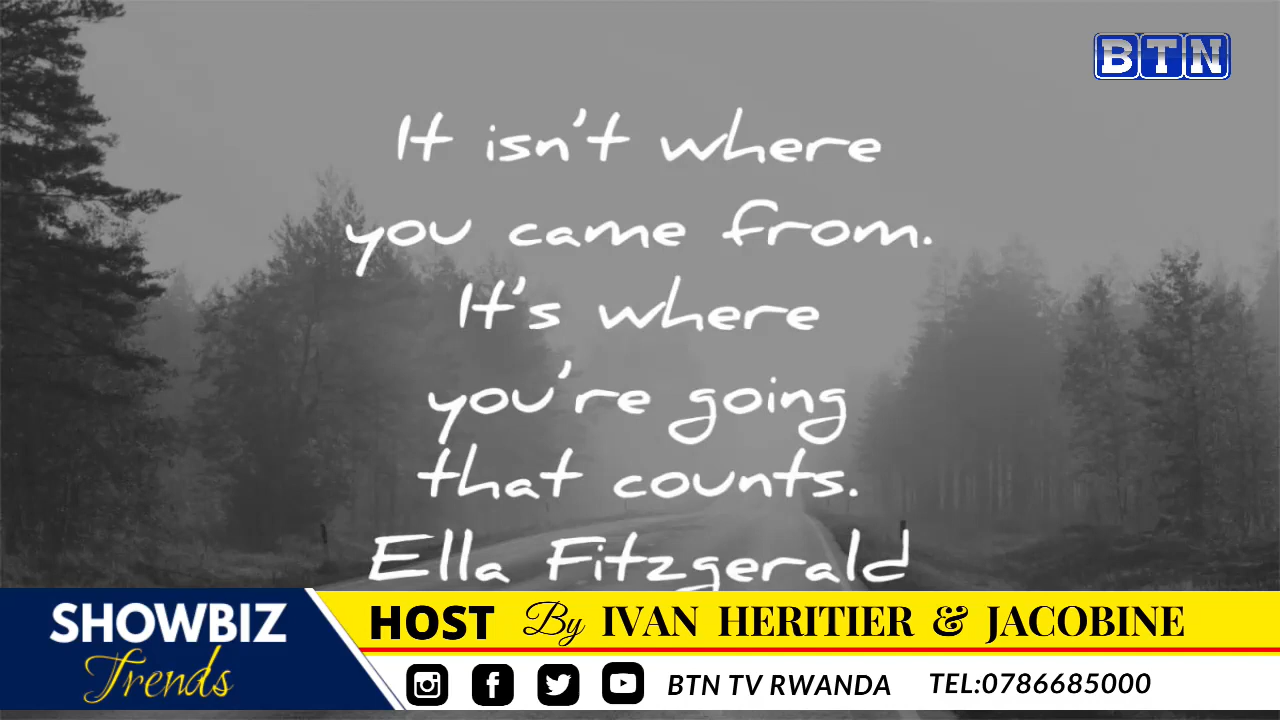 BTN
It isn't where
you came from.
It's where
you're going
that counts.
Ella Fitzgerald
SHOWBIZ
Trends
HOST By IVAN HERITIER & JACOBINE
BTN TV RWANDA TEL:0786685000